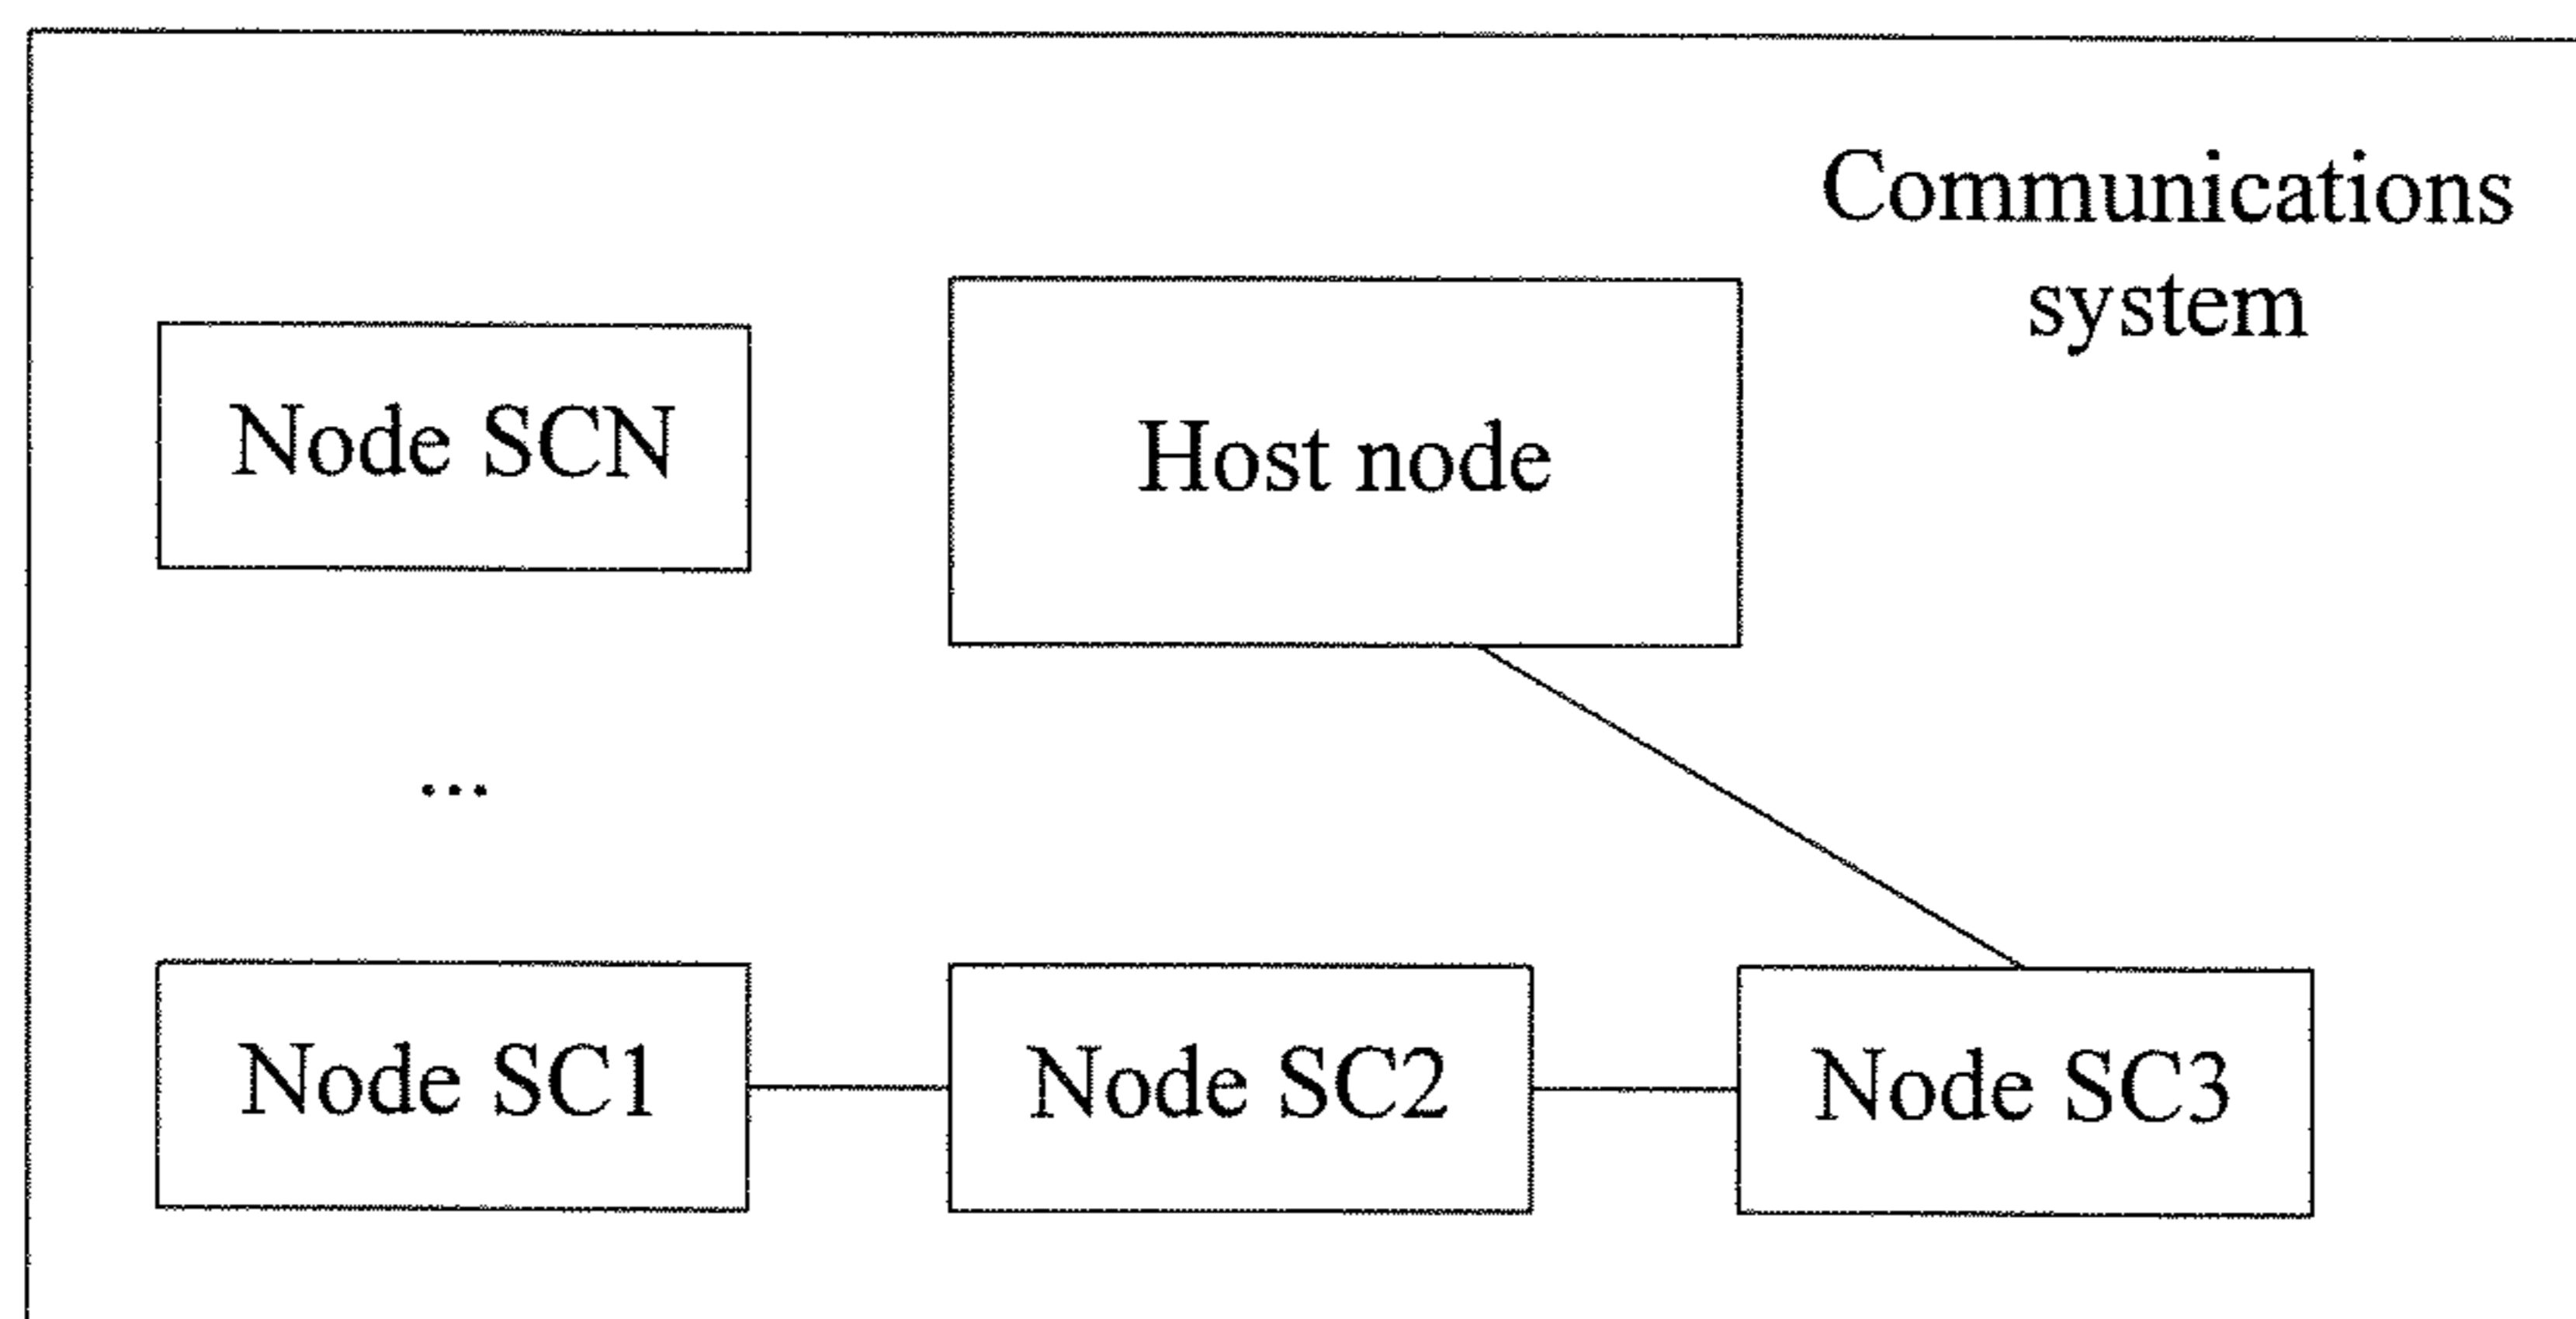 Communications
system
Node SCN
Host node
...
Node SC1
Node SC2
Node SC3